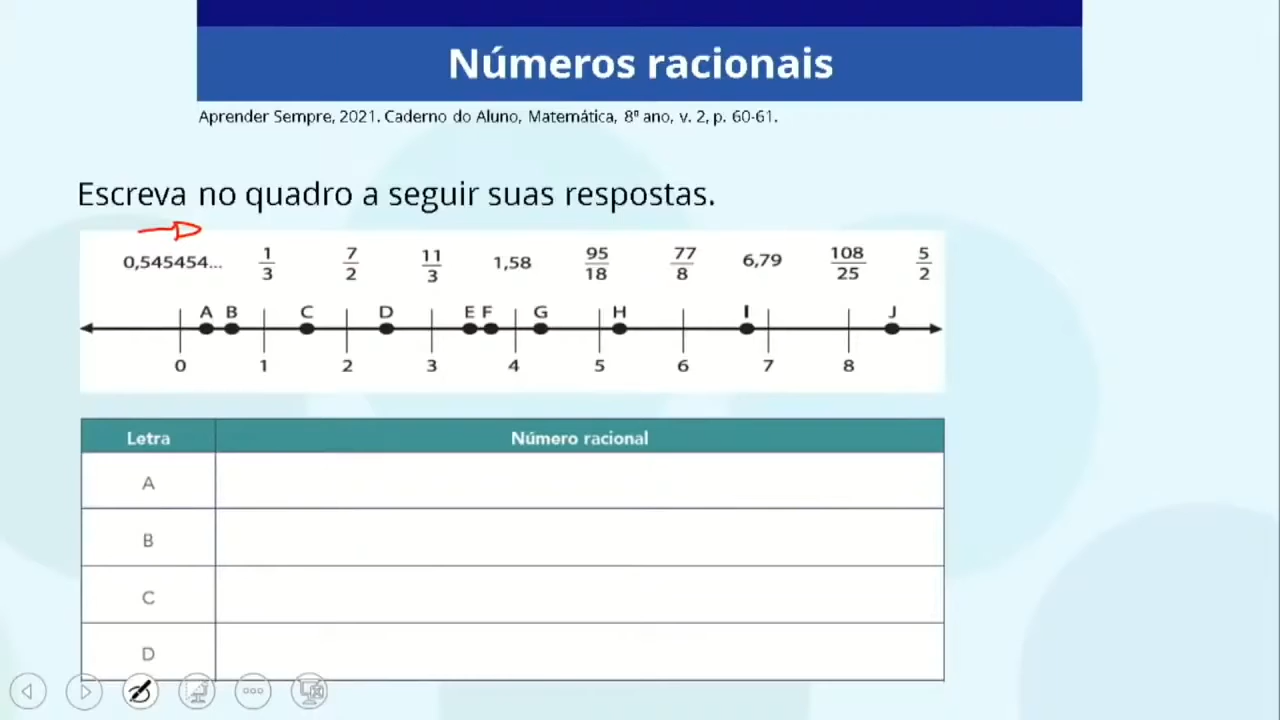 Números racionais
Aprender Sempre, 2021. Caderno do Aluno, Matemática, 8º ano, v. 2, p. 60-61.
Escreva no quadro a seguir suas respostas.
0,545454... 1/3 7/2 11/3 1,58 95/18 77/8 6,79 108/25 5/2
A B C D E F G H I J
0 1 2 3 4 5 6 7 8
Letra Número racional
A
B
C
D